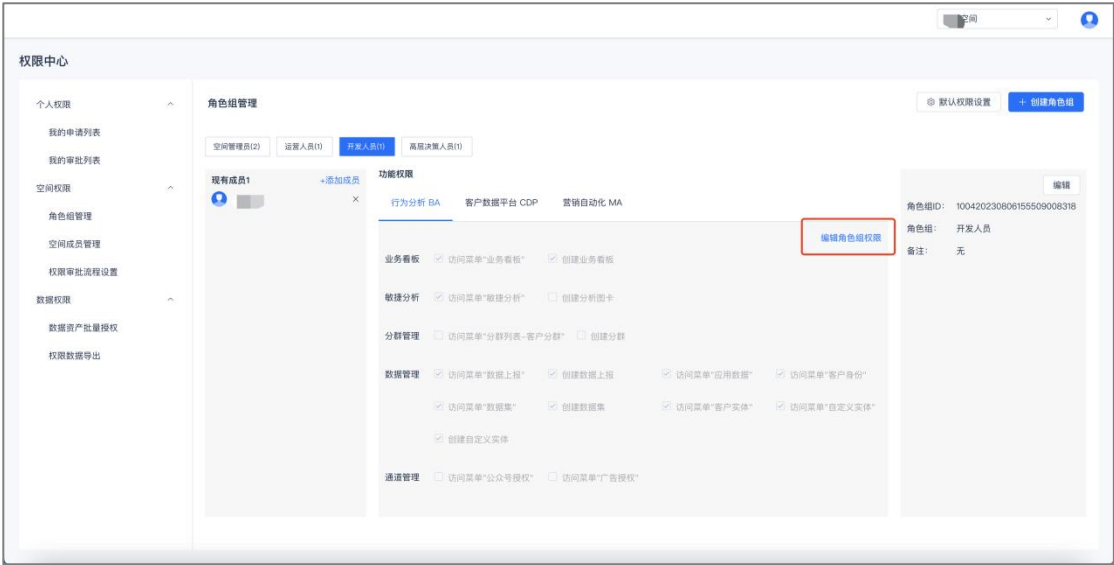 空间
权限中心
个人权限
我的申请列表
我的审批列表
空间权限
角色组管理
空间成员管理
权限审批流程设置
数据权限
数据资产批量授权
权限数据导出
角色组管理
默认权限设置
+ 创建角色组
空间管理员(2) 运营人员(1) 开发人员(1) 高层决策人员(1)
现有成员1 +添加成员
功能权限
行为分析 BA 客户数据平台 CDP 营销自动化 MA
编辑角色组权限
业务看板 访问菜单"业务看板" 创建业务看板
敏捷分析 访问菜单"敏捷分析" 创建分析图卡
分群管理 访问菜单"分群列表-客户分群" 创建分群
数据管理 访问菜单"数据上报" 创建数据上报 访问菜单"应用数据" 访问菜单"客户身份"
访问菜单"数据集" 创建数据集 访问菜单"客户实体" 访问菜单"自定义实体"
创建自定义实体
通道管理 访问菜单"公众号授权" 访问菜单"广告授权"
编辑
角色组ID: 100420230806155509008318
角色组: 开发人员
备注: 无